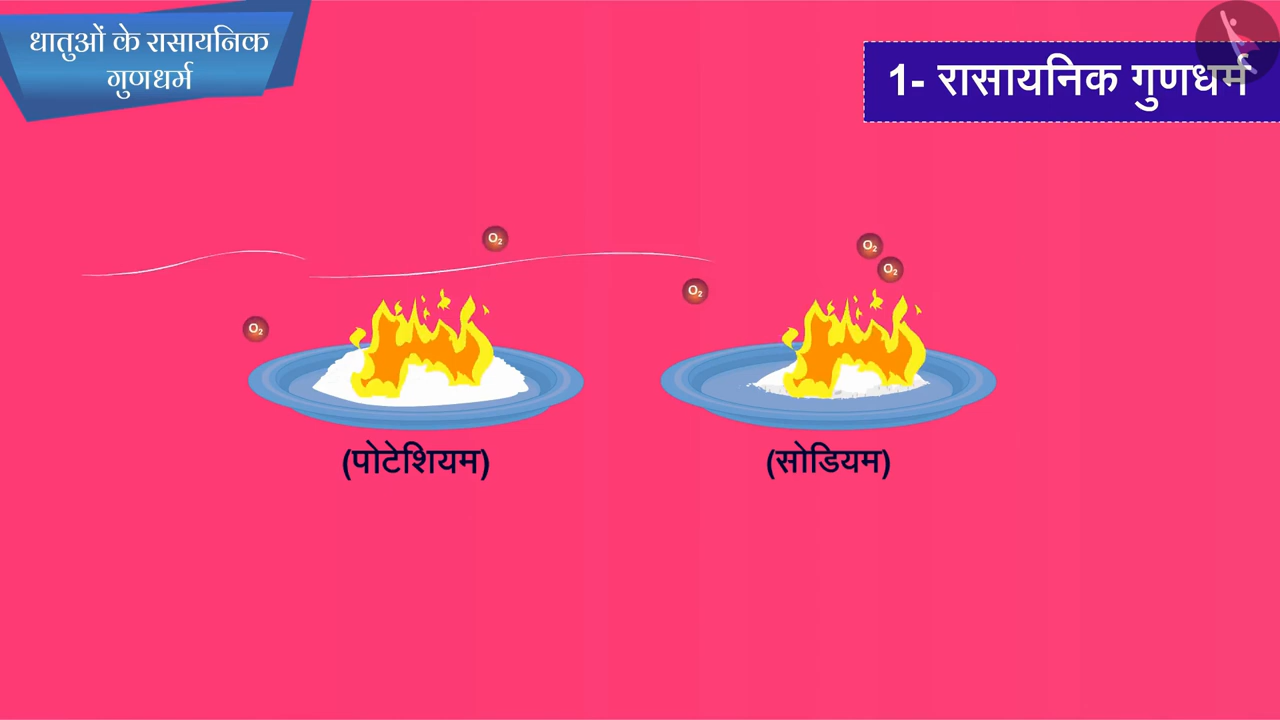 धातुओं के रासायनिक
गुणधर्म
1- रासायनिक गुणधर्म
O₂
O₂
O₂
O₂
O₂
(पोटेशियम)
(सोडियम)